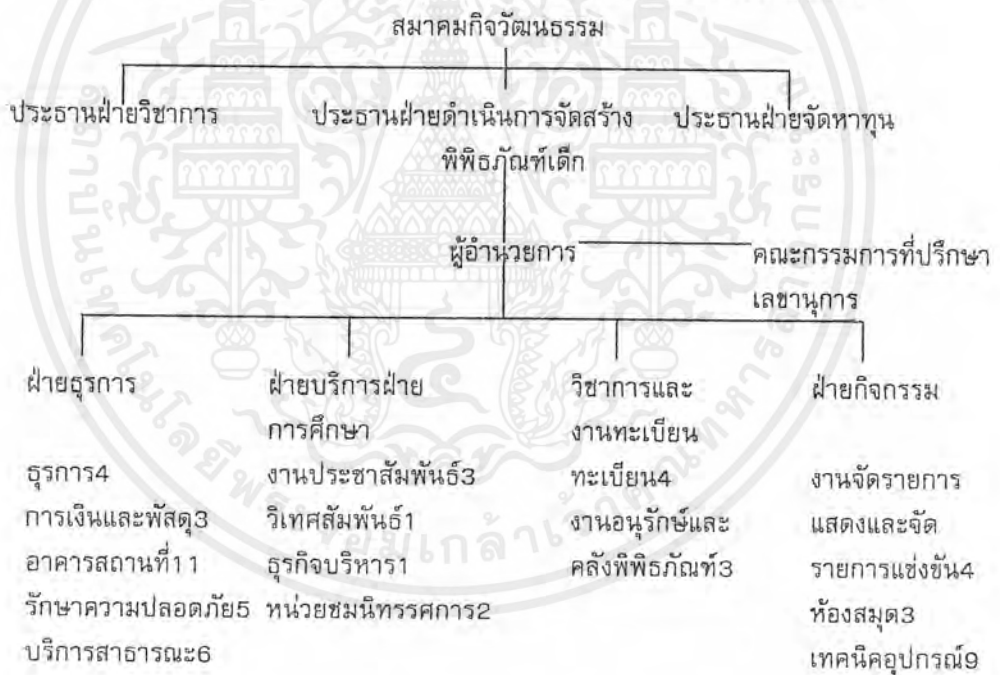 สมาคมกิจวัฒนธรรม
ประธานฝ่ายวิชาการ
ประธานฝ่ายดำเนินการจัดสร้าง
พิพิธภัณฑ์เด็ก
ประธานฝ่ายจัดหาทุน
ผู้อำนวยการ
คณะกรรมการที่ปรึกษา
เลขานุการ
ฝ่ายธุรการ
ธุรการ4
การเงินและพัสดุ3
อาคารสถานที่11
รักษาความปลอดภัย5
บริการสาธารณะ6
ฝ่ายบริการฝ่าย
การศึกษา
งานประชาสัมพันธ์3
วิเทศสัมพันธ์1
ธุรกิจบริหาร1
หน่วยชมนิทรรศการ2
วิชาการและ
งานทะเบียน
ทะเบียน4
งานอนุรักษ์และ
คลังพิพิธภัณฑ์3
ฝ่ายกิจกรรม
งานจัดรายการ
แสดงและจัด
รายการแข่งขัน4
ห้องสมุด3
เทคนิคอุปกรณ์9